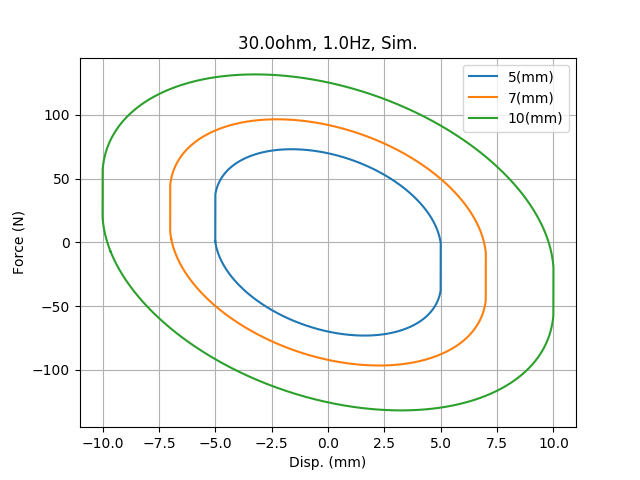 30.0ohm, 1.0Hz, Sim.
5(mm)
7(mm)
10(mm)
Force (N)
100
50
0
−50
−100
−10.0 −7.5 −5.0 −2.5 0.0 2.5 5.0 7.5 10.0
Disp. (mm)